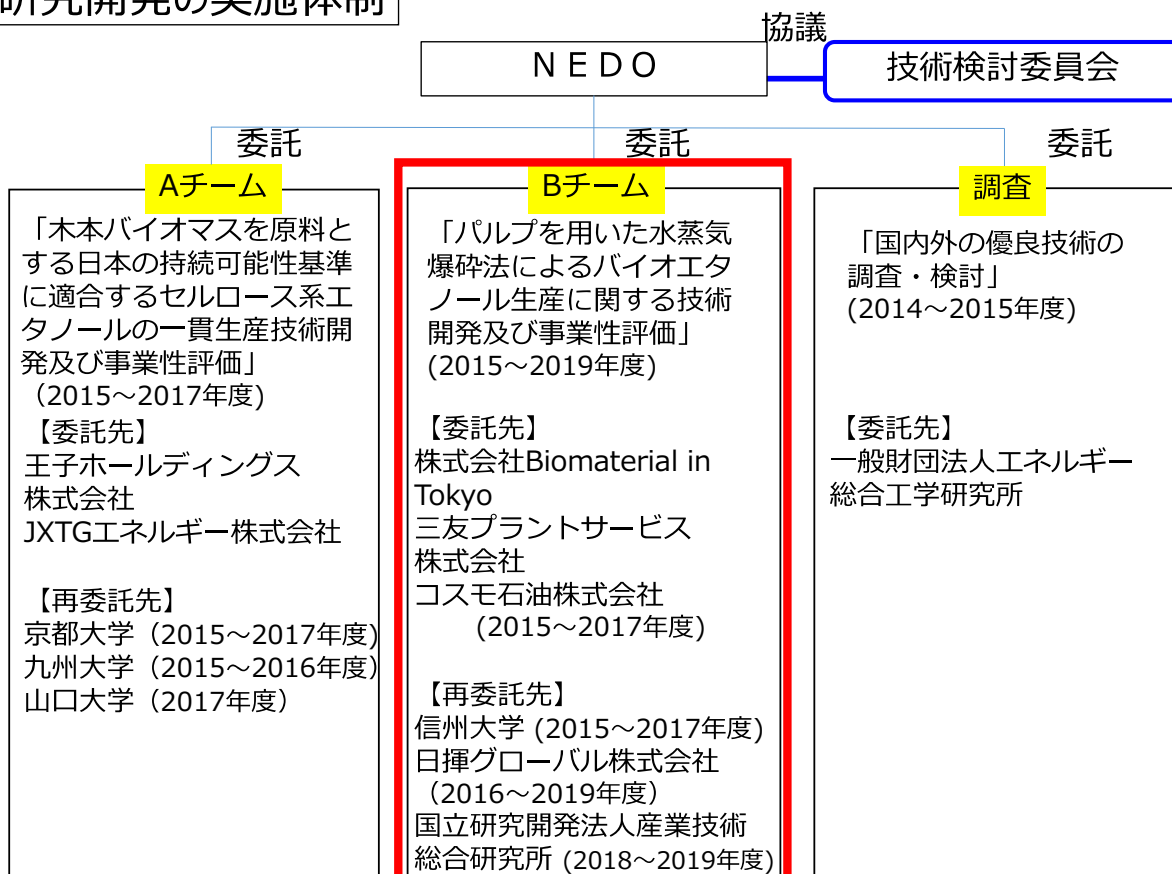 研究開発の実施体制
協議
NEDO
技術検討委員会
委託
委託
委託
Aチーム
「木本バイオマスを原料と
する日本の持続可能性基準
に適合するセルロース系エ
タノールの一貫生産技術開
発及び事業性評価」
（2015～2017年度)
【委託先】
王子ホールディングス
株式会社
JXTGエネルギー株式会社
【再委託先】
京都大学（2015～2017年度)
九州大学（2015～2016年度）
山口大学（2017年度）
Bチーム
「パルプを用いた水蒸気
爆砕法によるバイオエタ
ノール生産に関する技術
開発及び事業性評価」
(2015～2019年度)
【委託先】
株式会社Biomaterial in
Tokyo
三友プラントサービス
株式会社
コスモ石油株式会社
(2015～2017年度)
【再委託先】
信州大学 (2015～2017年度)
日揮グローバル株式会社
（2016～2019年度）
国立研究開発法人産業技術
総合研究所 (2018～2019年度)
調査
「国内外の優良技術の
調査・検討」
(2014～2015年度)
【委託先】
一般財団法人エネルギー
総合工学研究所